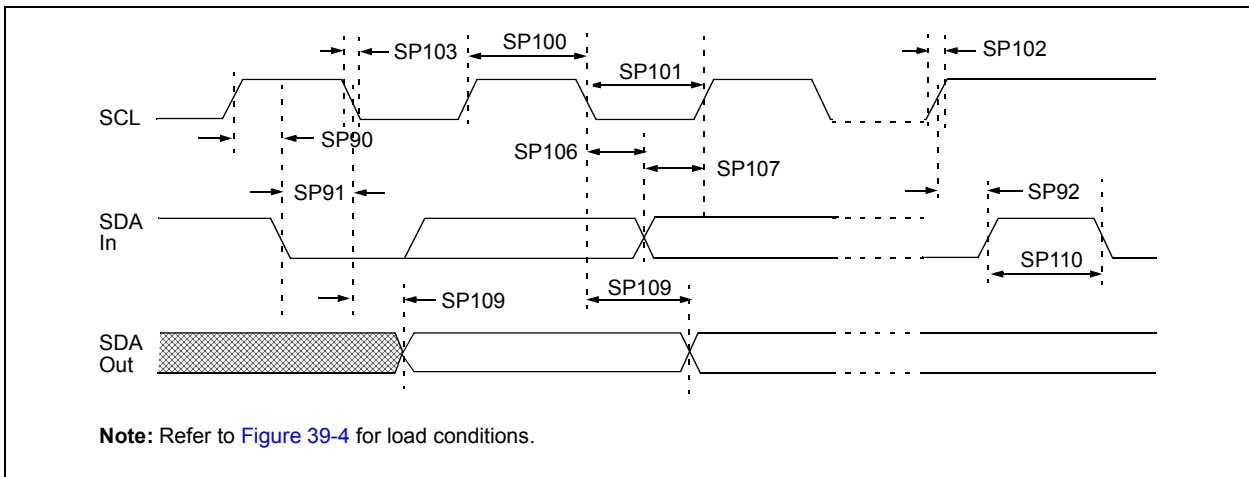 SP103
SP100
SP102
SP101
SCL
SP90
SP106
SP107
SP91
SP92
SDA
In
SP110
SP109
SP109
SDA
Out
Note: Refer to Figure 39-4 for load conditions.